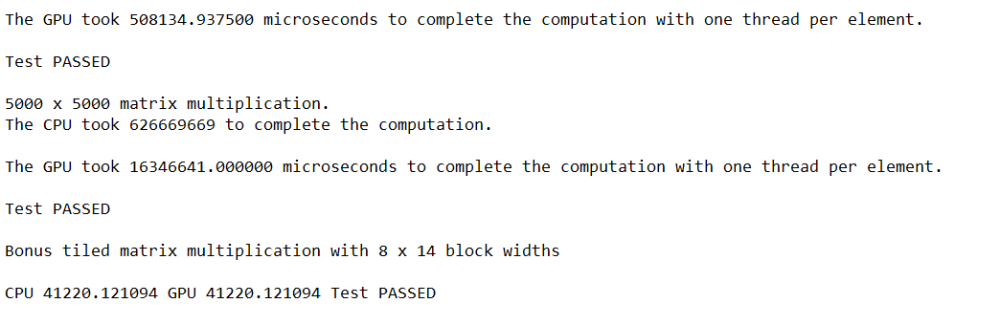 The GPU took 508134.937500 microseconds to complete the computation with one thread per element.
Test PASSED
5000 x 5000 matrix multiplication.
The CPU took 626669669 to complete the computation.
The GPU took 16346641.000000 microseconds to complete the computation with one thread per element.
Test PASSED
Bonus tiled matrix multiplication with 8 x 14 block widths
CPU 41220.121094 GPU 41220.121094 Test PASSED